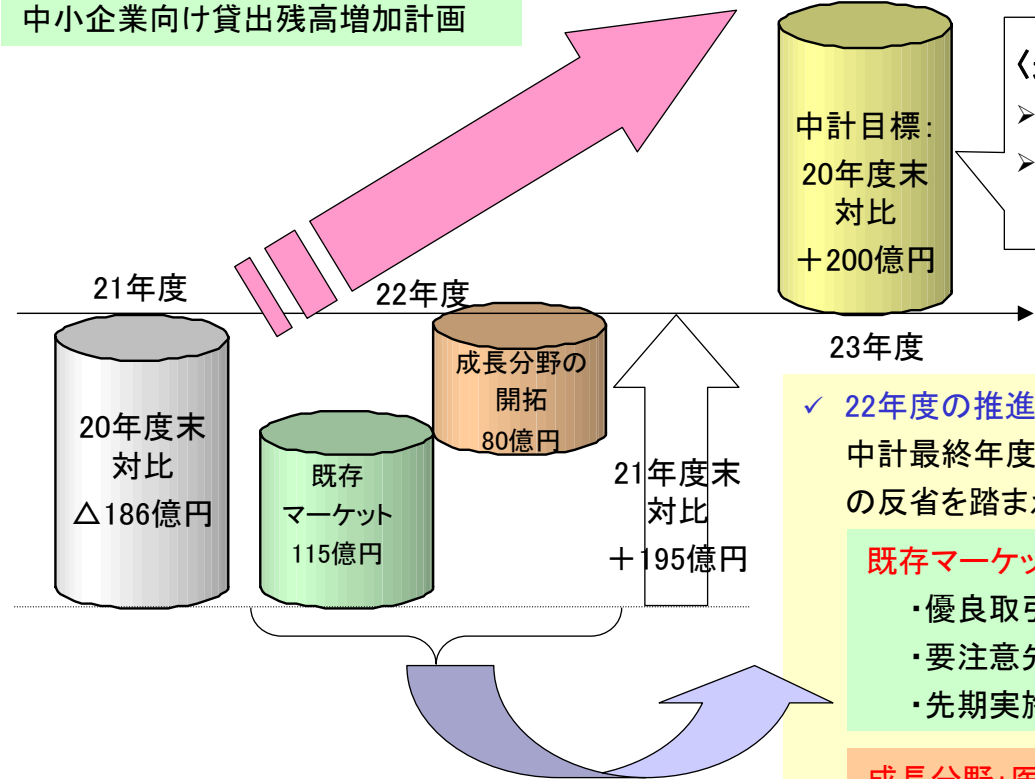 中小企業向け貸出残高増加計画
中計目標：
20年度末
対比
＋200億円
21年度
22年度
23年度
20年度末
対比
△186億円
既存
マーケット
115億円
成長分野の
開拓
80億円
21年度末
対比
＋195億円
✓ 22年度の推進
中計最終年度
の反省を踏ま
既存マーケッ
・優良取引
・要注意先
・先期実施
成長分野・医